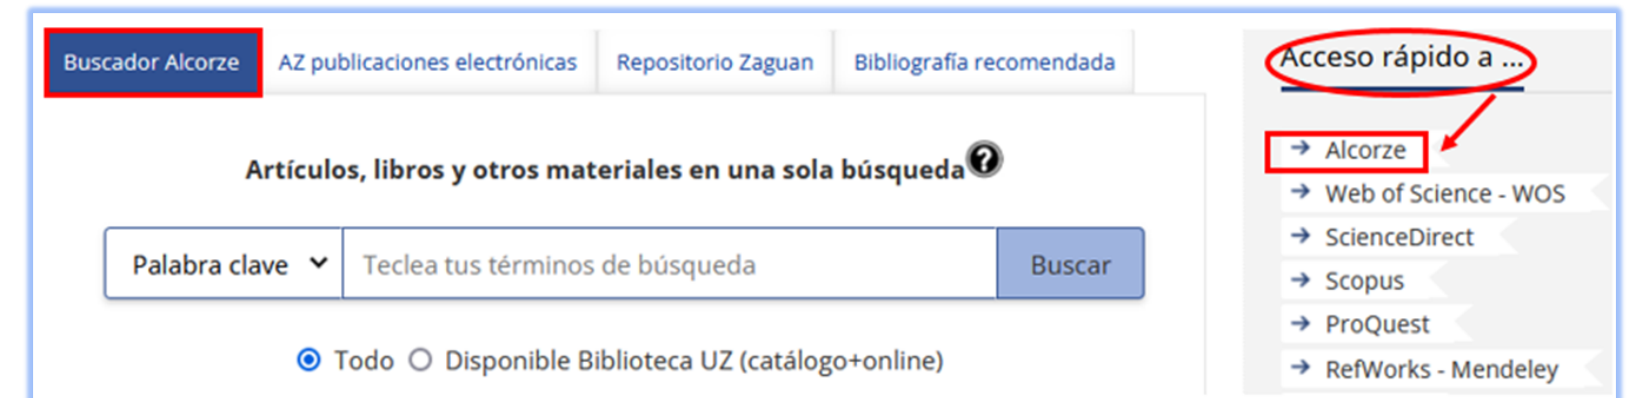 Buscador Alcorze
AZ publicaciones electrónicas
Repositorio Zaguan
Bibliografía recomendada
Artículos, libros y otros materiales en una sola búsqueda ?
Palabra clave
Teclea tus términos de búsqueda
Buscar
Todo
Disponible Biblioteca UZ (catálogo+online)
Acceso rápido a ...
Alcorze
Web of Science - WOS
ScienceDirect
Scopus
ProQuest
RefWorks - Mendeley